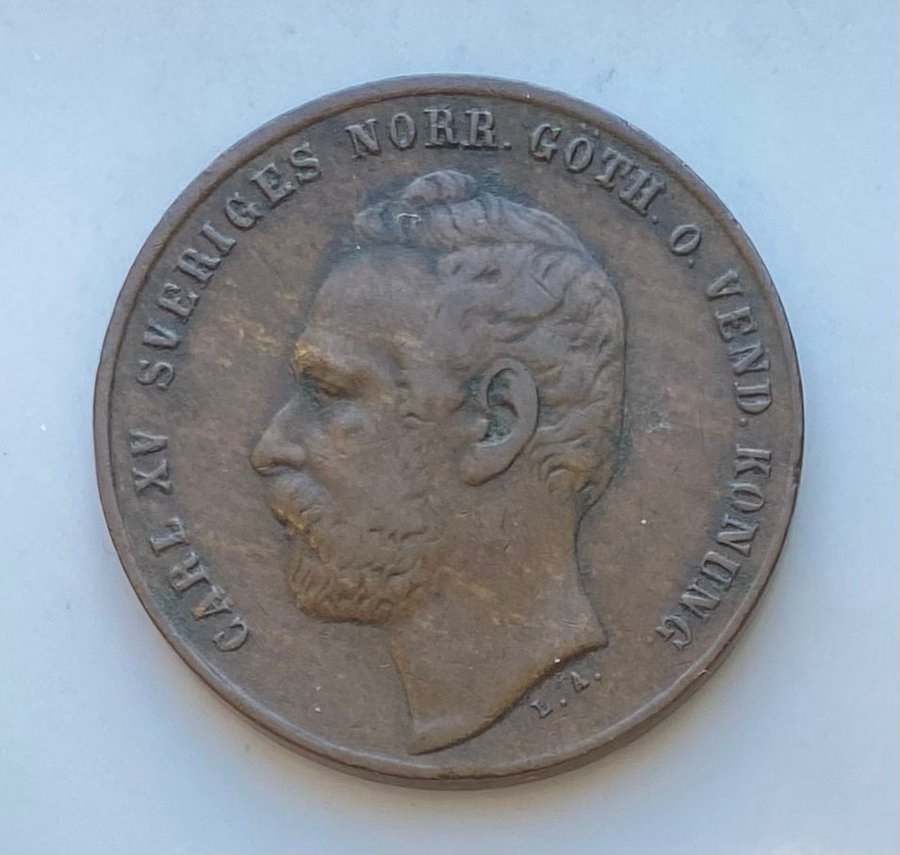 CARL XV SVERIGES NORR. GÖTH. O. VEND. KONUNG
L.A.